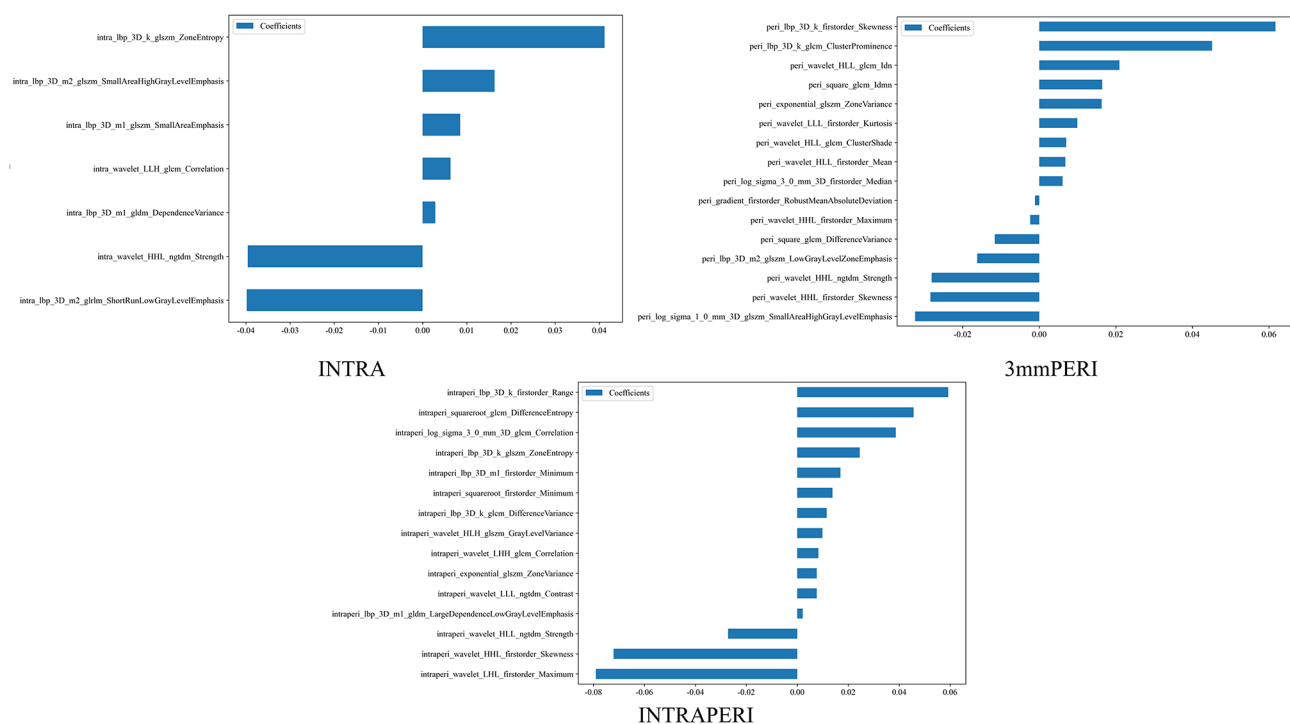 Coefficients
intra_lbp_3D_k_glszm_ZoneEntropy
intra_lbp_3D_m2_glszm_SmallAreaHighGrayLevelEmphasis
intra_lbp_3D_m1_glszm_SmallAreaEmphasis
intra_wavelet_LLH_glcm_Correlation
intra_lbp_3D_m1_gldm_DependenceVariance
intra_wavelet_HHL_ngtdm_Strength
intra_lbp_3D_m2_glrlm_ShortRunLowGrayLevelEmphasis
-0.04 -0.03 -0.02 -0.01 0.00 0.01 0.02 0.03 0.04
INTRA
Coefficients
peri_lbp_3D_k_firstorder_Skewness
peri_lbp_3D_k_glcm_ClusterProminence
peri_wavelet_HLL_glcm_Idn
peri_square_glcm_Idmn
peri_exponential_glszm_ZoneVariance
peri_wavelet_LLL_firstorder_Kurtosis
peri_wavelet_HLL_glcm_ClusterShade
peri_wavelet_HLL_firstorder_Mean
peri_log_sigma_3_0_mm_3D_firstorder_Median
peri_gradient_firstorder_RobustMeanAbsoluteDeviation
peri_wavelet_HHL_firstorder_Maximum
peri_square_glcm_DifferenceVariance
peri_lbp_3D_m2_glszm_LowGrayLevelZoneEmphasis
peri_wavelet_HHL_ngtdm_Strength
peri_wavelet_HHL_firstorder_Skewness
peri_log_sigma_1_0_mm_3D_glszm_SmallAreaHighGrayLevelEmphasis
-0.02 0.00 0.02 0.04 0.06
3mmPERI
Coefficients
intraperi_lbp_3D_k_firstorder_Range
intraperi_squareroot_glcm_DifferenceEntropy
intraperi_log_sigma_3_0_mm_3D_glcm_Correlation
intraperi_lbp_3D_k_glszm_ZoneEntropy
intraperi_lbp_3D_m1_firstorder_Minimum
intraperi_squareroot_firstorder_Minimum
intraperi_lbp_3D_k_glcm_DifferenceVariance
intraperi_wavelet_HLH_glszm_GrayLevelVariance
intraperi_wavelet_LHH_glcm_Correlation
intraperi_exponential_glszm_ZoneVariance
intraperi_wavelet_LLL_ngtdm_Contrast
intraperi_lbp_3D_m1_gldm_LargeDependenceLowGrayLevelEmphasis
intraperi_wavelet_HLL_ngtdm_Strength
intraperi_wavelet_HHL_firstorder_Skewness
intraperi_wavelet_LHL_firstorder_Maximum
-0.08 -0.06 -0.04 -0.02 0.00 0.02 0.04 0.06
INTRAPERI